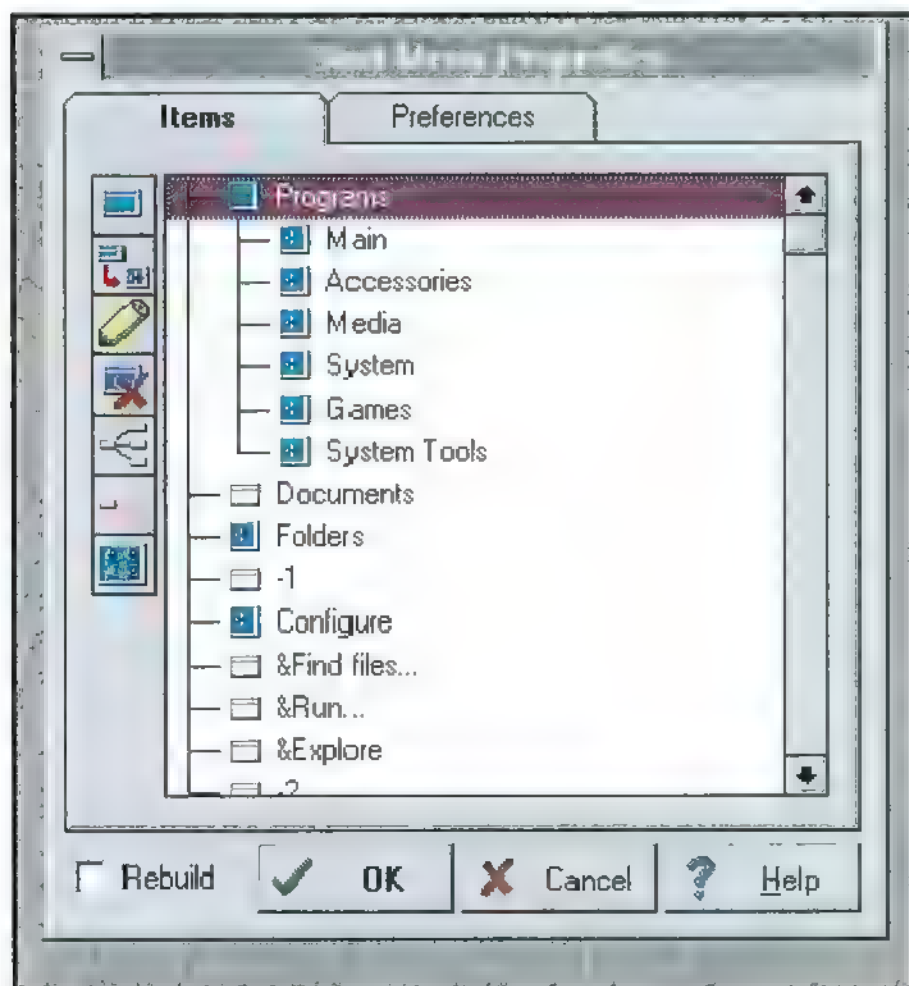 Items
Preferences
Programs
Main
Accessories
Media
System
Games
System Tools
Documents
Folders
-1
Configure
&Find files...
&Run...
&Explore
-2
Rebuild
OK
Cancel
Help